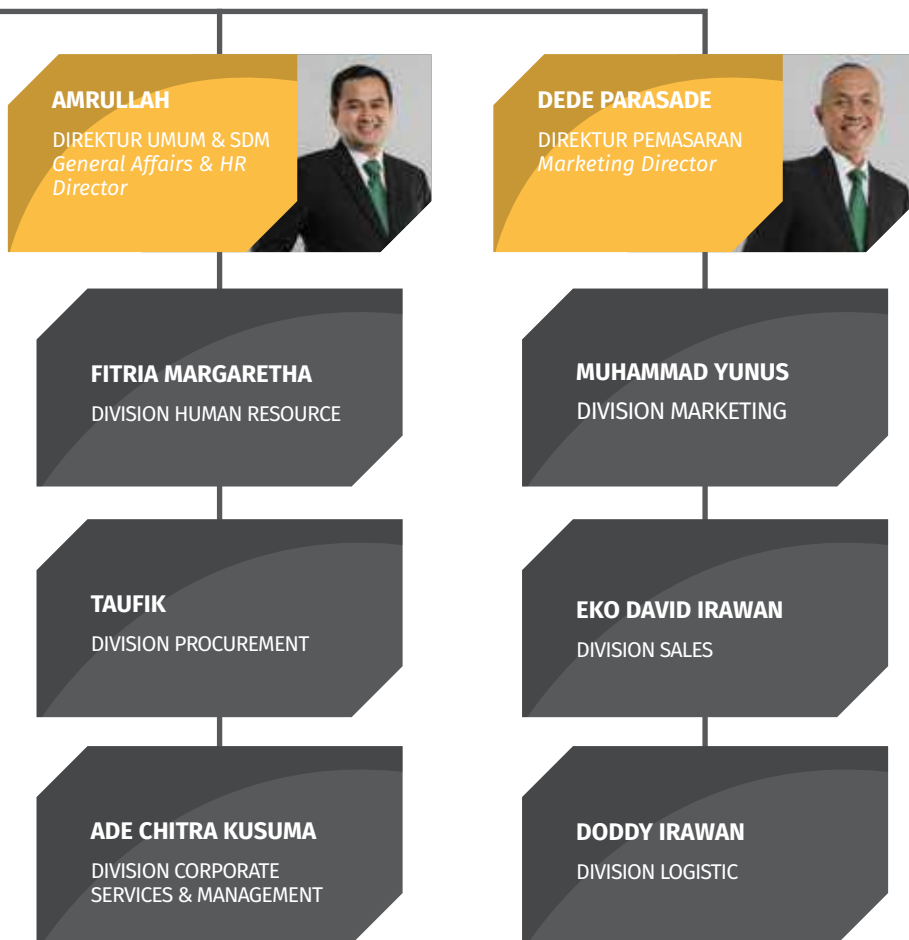 AMRULLAH
DIREKTUR UMUM & SDM
General Affairs & HR
Director
FITRIA MARGARETHA
DIVISION HUMAN RESOURCE
TAUFIK
DIVISION PROCUREMENT
ADE CHITRA KUSUMA
DIVISION CORPORATE
SERVICES & MANAGEMENT
DEDE PARASADE
DIREKTUR PEMASARAN
Marketing Director
MUHAMMAD YUNUS
DIVISION MARKETING
EKO DAVID IRAWAN
DIVISION SALES
DODDY IRAWAN
DIVISION LOGISTIC